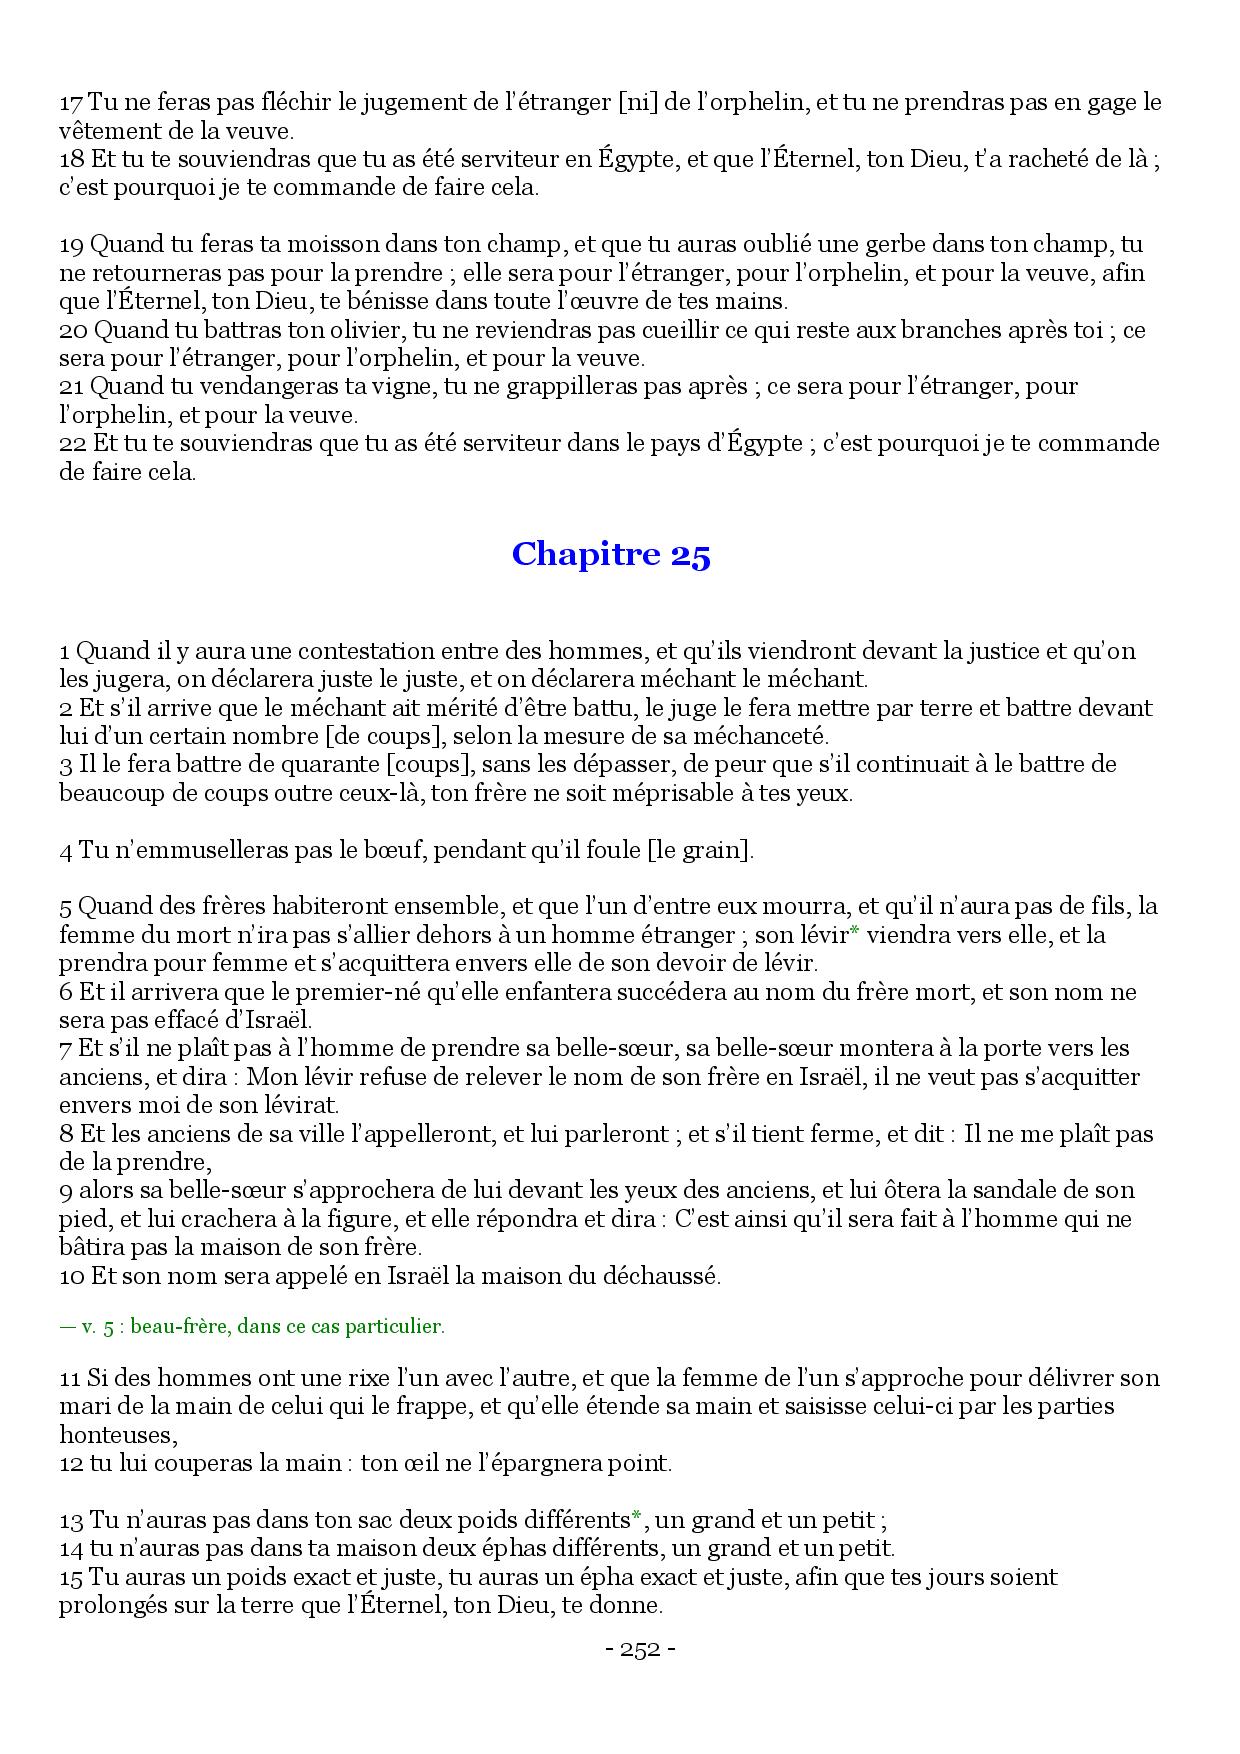 17 Tu ne feras pas fléchir le jugement de l’étranger [ni] de l’orphelin, et tu ne prendras pas en gage le
vêtement de la veuve.
18 Et tu te souviendras que tu as été serviteur en Égypte, et que l’Éternel, ton Dieu, t’a racheté de là ;
c’est pourquoi je te commande de faire cela.
19 Quand tu feras ta moisson dans ton champ, et que tu auras oublié une gerbe dans ton champ, tu
ne retourneras pas pour la prendre ; elle sera pour l’étranger, pour l’orphelin, et pour la veuve, afin
que l’Éternel, ton Dieu, te bénisse dans toute l’œuvre de tes mains.
20 Quand tu battras ton olivier, tu ne reviendras pas cueillir ce qui reste aux branches après toi ; ce
sera pour l’étranger, pour l’orphelin, et pour la veuve.
21 Quand tu vendangeras ta vigne, tu ne grappilleras pas après ; ce sera pour l’étranger, pour
l’orphelin, et pour la veuve.
22 Et tu te souviendras que tu as été serviteur dans le pays d’Égypte ; c’est pourquoi je te commande
de faire cela.
Chapitre 25
1 Quand il y aura une contestation entre des hommes, et qu’ils viendront devant la justice et qu’on
les jugera, on déclarera juste le juste, et on déclarera méchant le méchant.
2 Et s’il arrive que le méchant ait mérité d’être battu, le juge le fera mettre par terre et battre devant
lui d’un certain nombre [de coups], selon la mesure de sa méchanceté.
3 Il le fera battre de quarante [coups], sans les dépasser, de peur que s’il continuait à le battre de
beaucoup de coups outre ceux-là, ton frère ne soit méprisable à tes yeux.
4 Tu n’emmuselleras pas le bœuf, pendant qu’il foule [le grain].
5 Quand des frères habiteront ensemble, et que l’un d’entre eux mourra, et qu’il n’aura pas de fils, la
femme du mort n’ira pas s’allier dehors à un homme étranger ; son lévir* viendra vers elle, et la
prendra pour femme et s’acquittera envers elle de son devoir de lévir.
6 Et il arrivera que le premier-né qu’elle enfantera succédera au nom du frère mort, et son nom ne
sera pas effacé d’Israël.
7 Et s’il ne plaît pas à l’homme de prendre sa belle-sœur, sa belle-sœur montera à la porte vers les
anciens, et dira : Mon lévir refuse de relever le nom de son frère en Israël, il ne veut pas s’acquitter
envers moi de son lévirat.
8 Et les anciens de sa ville l’appelleront, et lui parleront ; et s’il tient ferme, et dit : Il ne me plaît pas
de la prendre,
9 alors sa belle-sœur s’approchera de lui devant les yeux des anciens, et lui ôtera la sandale de son
pied, et lui crachera à la figure, et elle répondra et dira : C’est ainsi qu’il sera fait à l’homme qui ne
bâtira pas la maison de son frère.
10 Et son nom sera appelé en Israël la maison du déchaussé.
— v. 5 : beau-frère, dans ce cas particulier.
11 Si des hommes ont une rixe l’un avec l’autre, et que la femme de l’un s’approche pour délivrer son
mari de la main de celui qui le frappe, et qu’elle étende sa main et saisisse celui-ci par les parties
honteuses,
12 tu lui couperas la main : ton œil ne l’épargnera point.
13 Tu n’auras pas dans ton sac deux poids différents*, un grand et un petit ;
14 tu n’auras pas dans ta maison deux éphas différents, un grand et un petit.
15 Tu auras un poids exact et juste, tu auras un épha exact et juste, afin que tes jours soient
prolongés sur la terre que l’Éternel, ton Dieu, te donne.
- 252 -